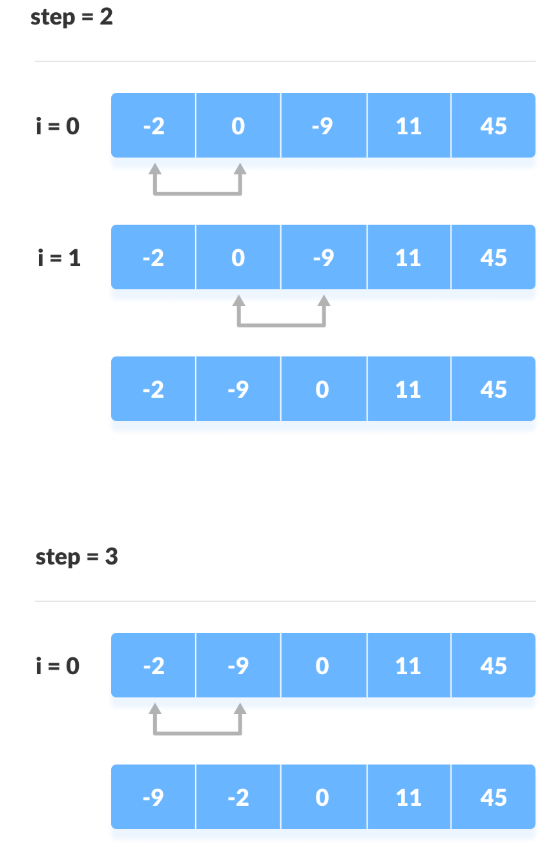 step = 2
i = 0 -2 0 -9 11 45
i = 1 -2 0 -9 11 45
-2 -9 0 11 45
step = 3
i = 0 -2 -9 0 11 45
-9 -2 0 11 45